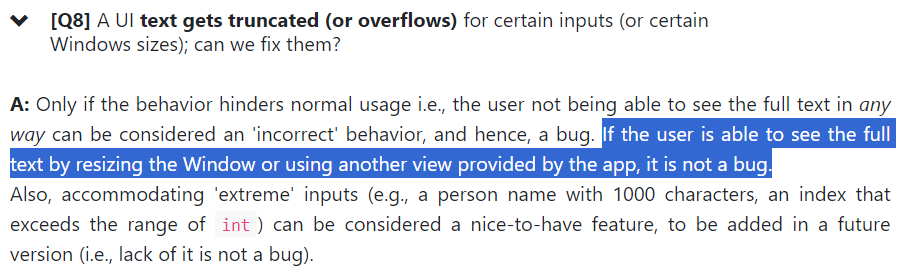 [Q8] A UI text gets truncated (or overflows) for certain inputs (or certain
Windows sizes); can we fix them?
A: Only if the behavior hinders normal usage i.e., the user not being able to see the full text in any
way can be considered an 'incorrect' behavior, and hence, a bug. If the user is able to see the full
text by resizing the Window or using another view provided by the app, it is not a bug.
Also, accommodating 'extreme' inputs (e.g., a person name with 1000 characters, an index that
exceeds the range of int ) can be considered a nice-to-have feature, to be added in a future
version (i.e., lack of it is not a bug).